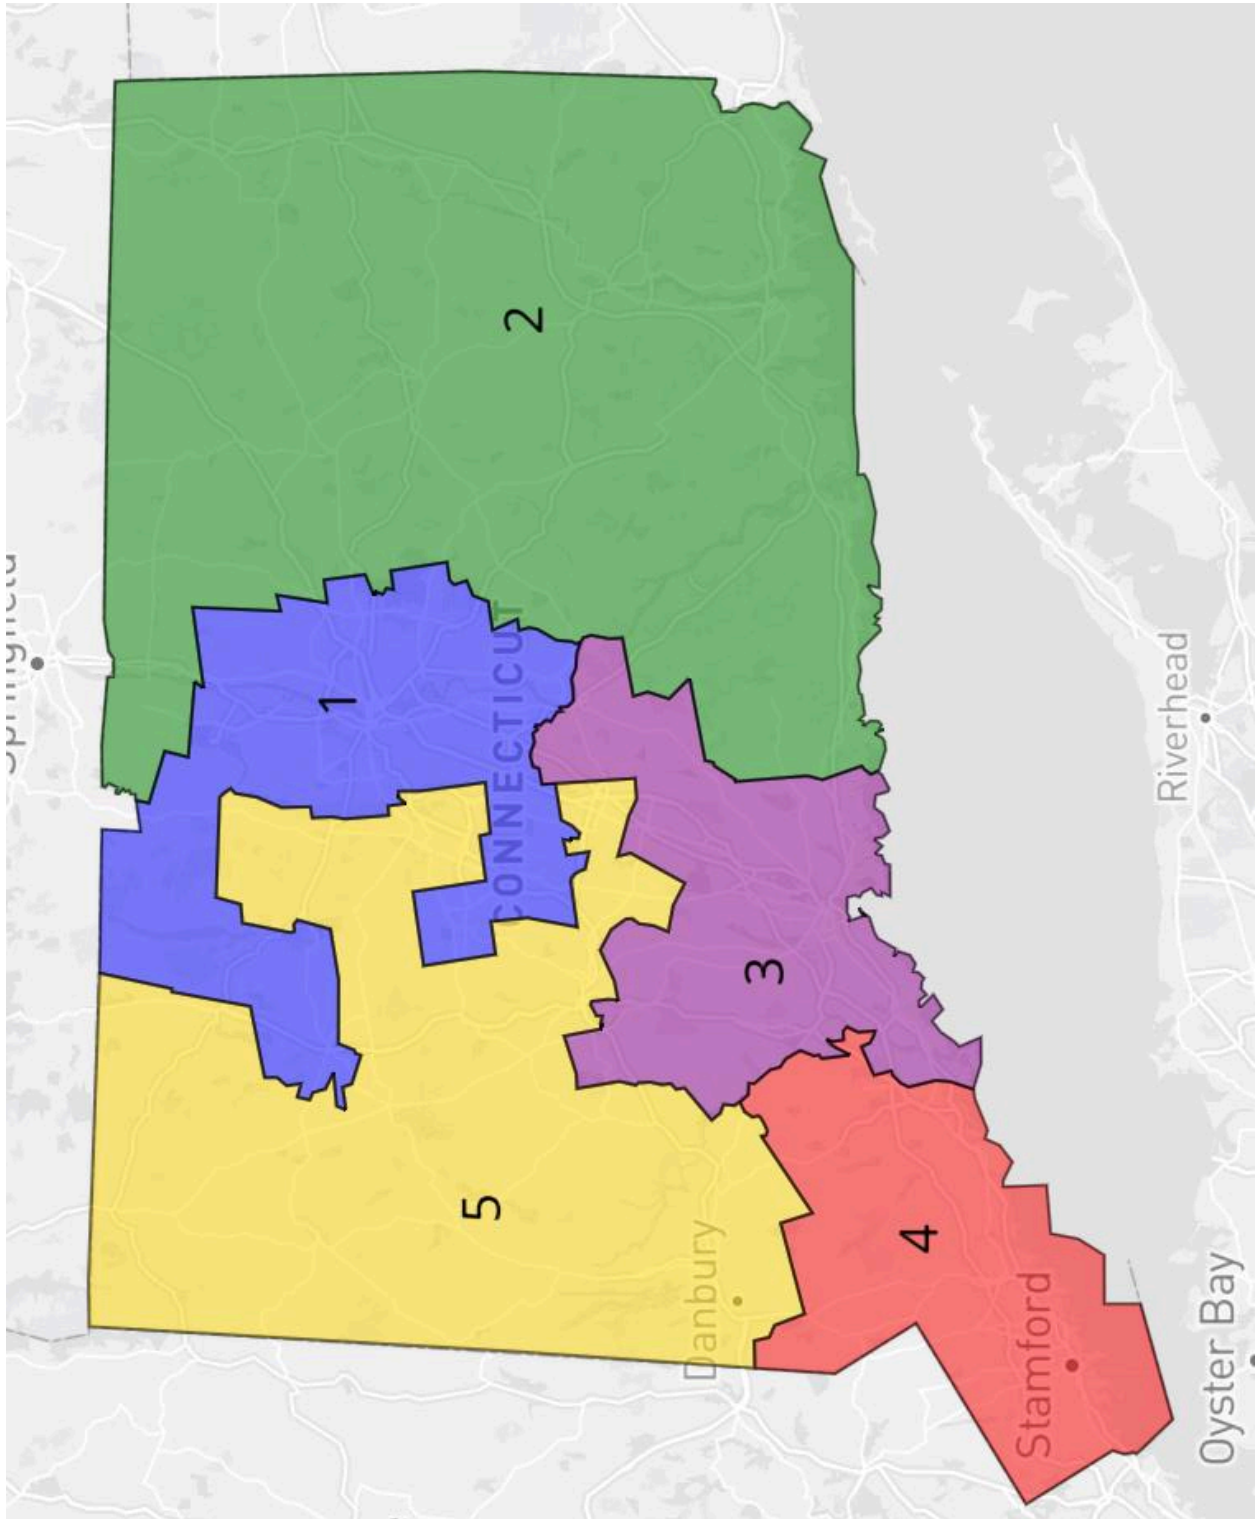 Springfield
1
5
CONNECTICUT
2
Danbury
3
4
Stamford
Riverhead
Oyster Bay